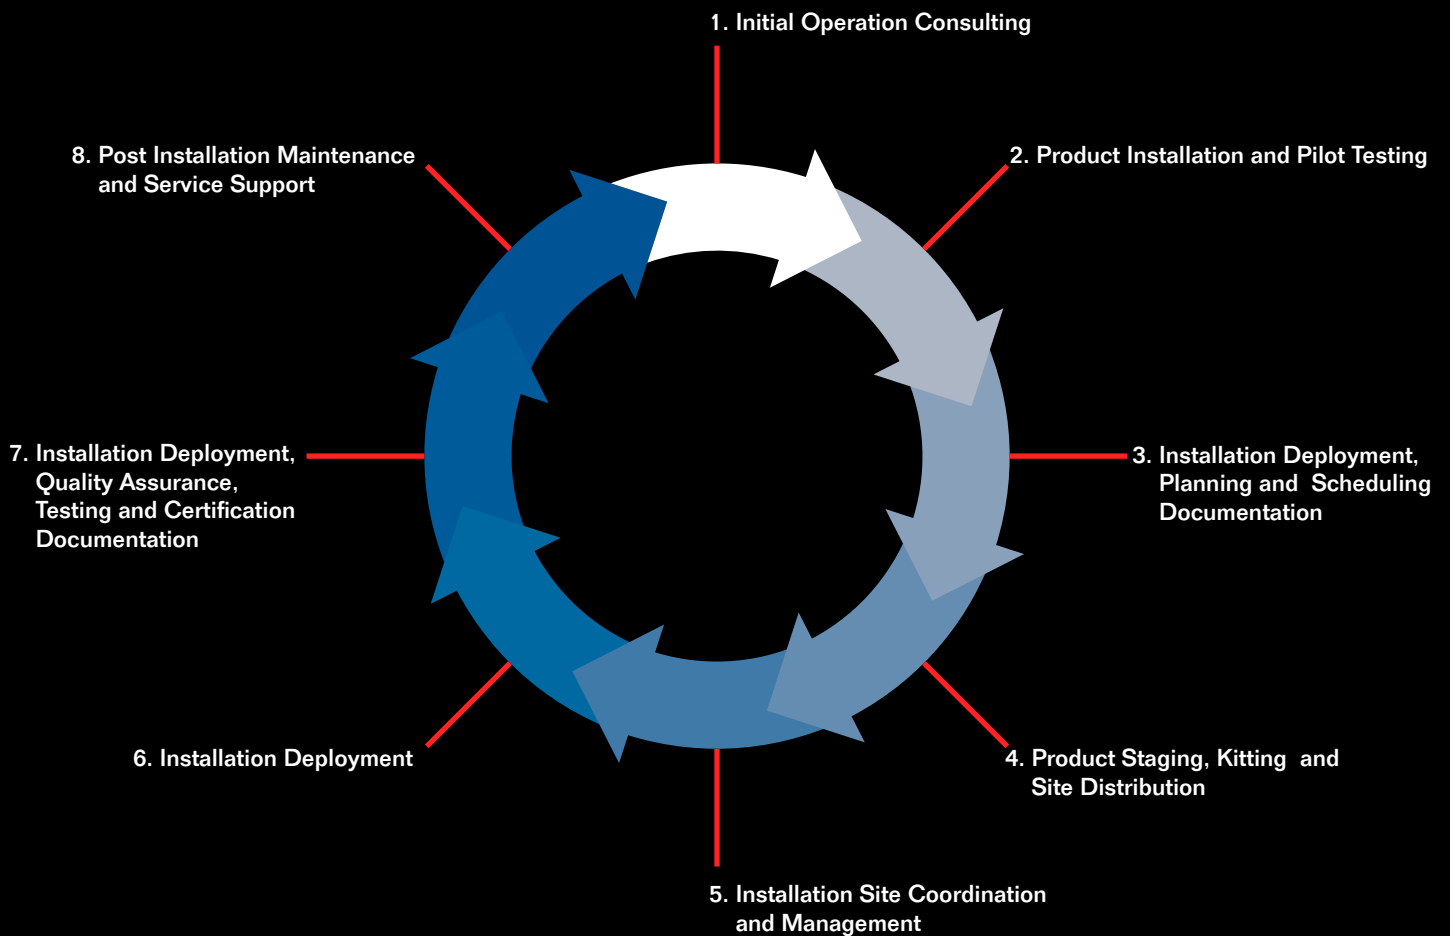 1. Initial Operation Consulting
2. Product Installation and Pilot Testing
3. Installation Deployment,
Planning and Scheduling
Documentation
4. Product Staging, Kitting and
Site Distribution
5. Installation Site Coordination
and Management
6. Installation Deployment
7. Installation Deployment,
Quality Assurance,
Testing and Certification
Documentation
8. Post Installation Maintenance
and Service Support